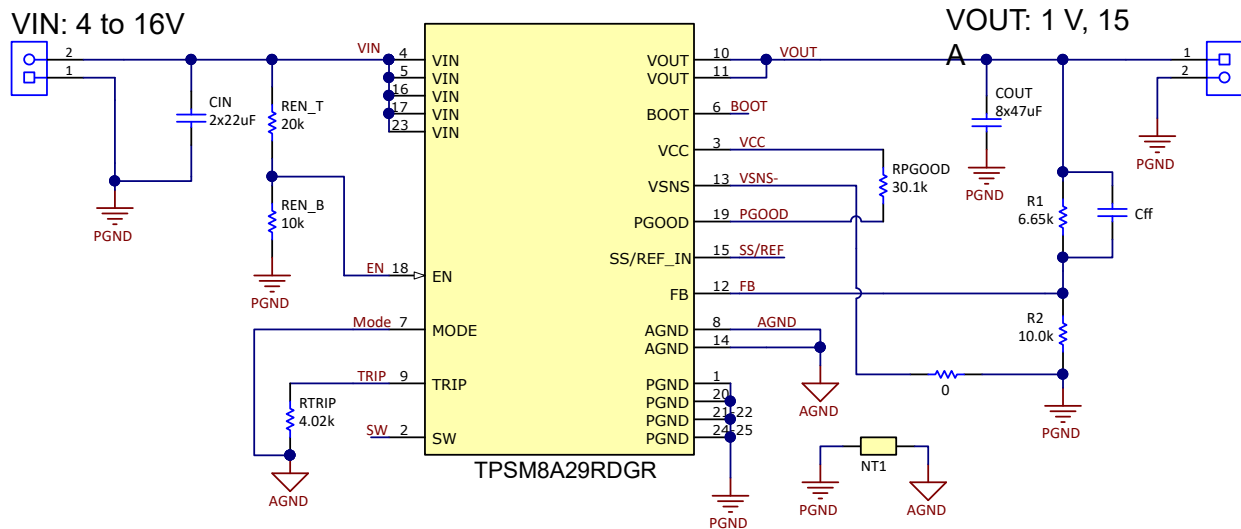 VIN: 4 to 16V
VOUT: 1 V, 15
A
2
1
CIN
2x22uF
PGND
REN_T
20k
REN_B
10k
PGND
VIN
4
5
16
17
23
EN
18
Mode
7
TRIP
9
RTRIP
4.02k
AGND
SW
2
VIN
VIN
VIN
VIN
VIN
EN
MODE
TRIP
SW
VOUT
VOUT
BOOT
VCC
VSNS
PGOOD
SS/REF_IN
FB
AGND
AGND
PGND
PGND
PGND
PGND
TPSM8A29RDGR
10
VOUT
11
6
BOOT
3
VCC
13
VSNS-
19
PGOOD
15
SS/REF
12
FB
8
AGND
14
1
20
21-22
24-25
PGND
RPGOOD
30.1k
AGND
0
COUT
8x47uF
PGND
R1
6.65k
Cff
R2
10.0k
PGND
1
2
PGND
NT1
PGND
AGND